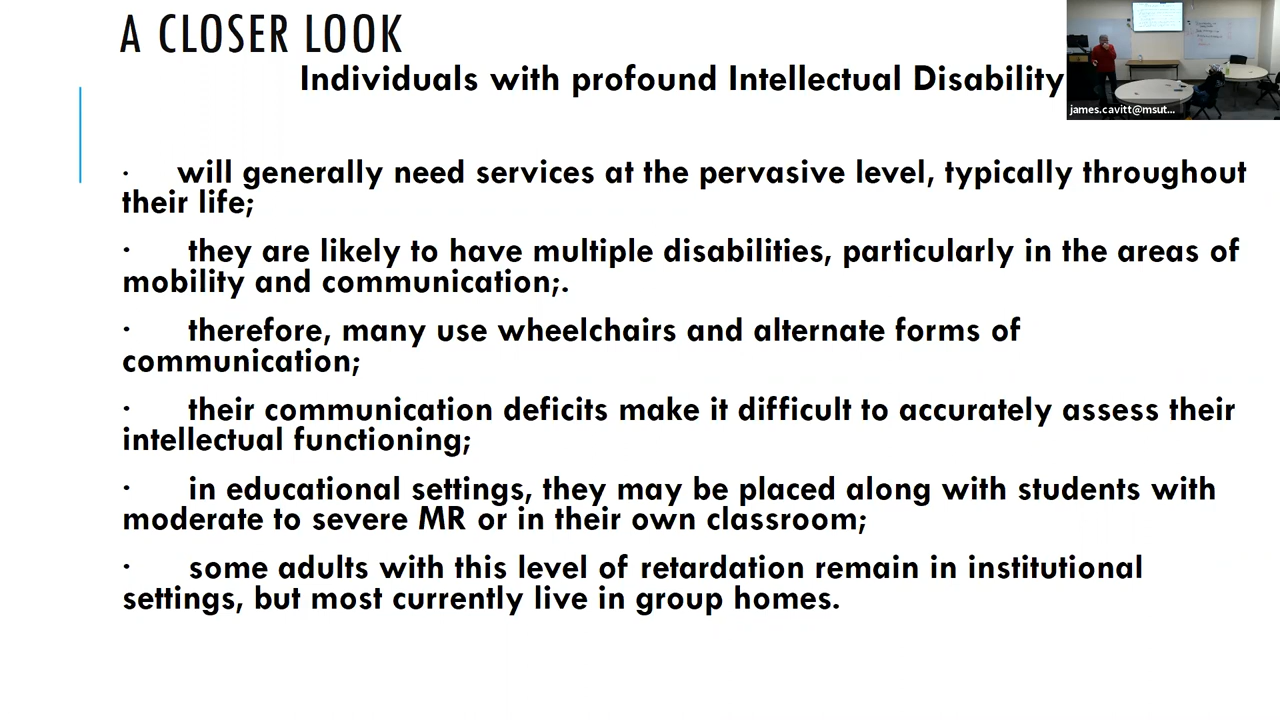 A CLOSER LOOK
Individuals with profound Intellectual Disability
james.cavitt@msut...
· will generally need services at the pervasive level, typically throughout
their life;
· they are likely to have multiple disabilities, particularly in the areas of
mobility and communication;.
· therefore, many use wheelchairs and alternate forms of
communication;
· their communication deficits make it difficult to accurately assess their
intellectual functioning;
· in educational settings, they may be placed along with students with
moderate to severe MR or in their own classroom;
· some adults with this level of retardation remain in institutional
settings, but most currently live in group homes.